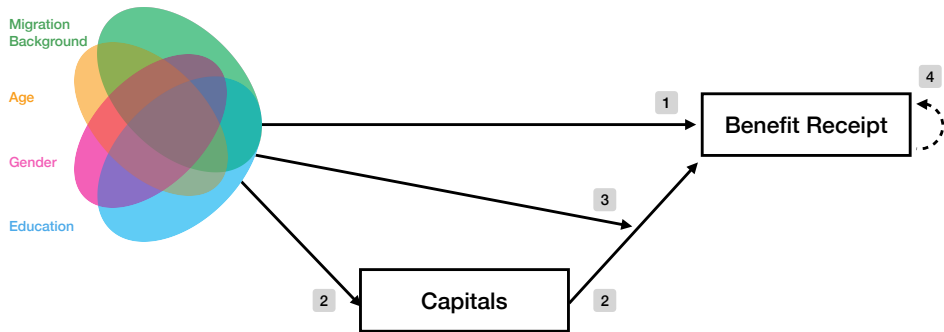 Migration
Background
Age
Gender
Education
1
4
Benefit Receipt
3
2
Capitals
2